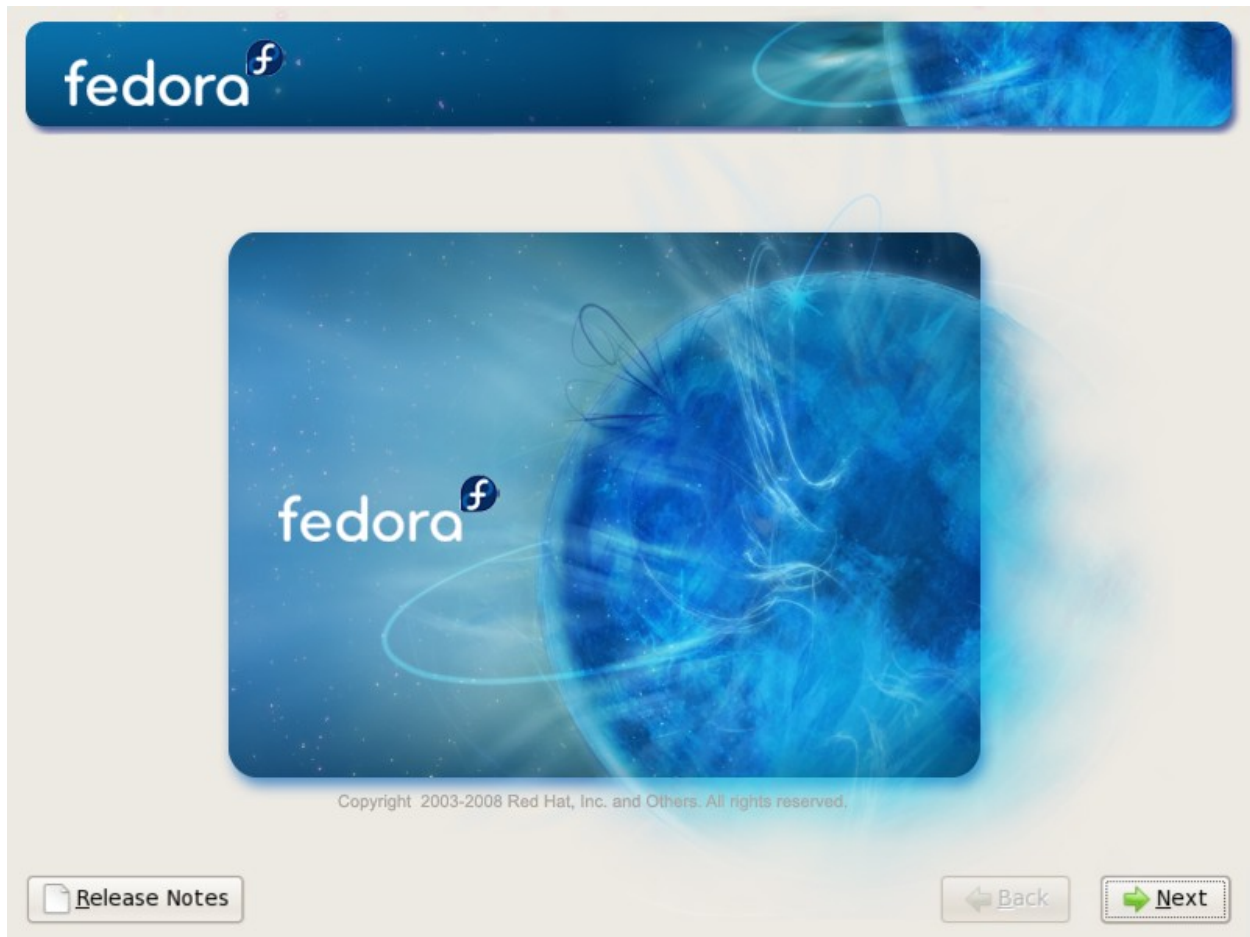 fedora
fedora
Copyright 2003-2008 Red Hat, Inc. and Others. All rights reserved.
Release Notes
Back
Next